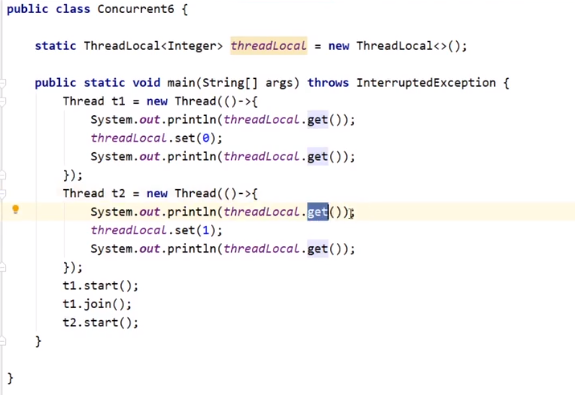 public class Concurrent6 {
static ThreadLocal<Integer> threadLocal = new ThreadLocal<>();
public static void main(String[] args) throws InterruptedException {
Thread t1 = new Thread(()->{
System.out.println(threadLocal.get());
threadLocal.set(0);
System.out.println(threadLocal.get());
});
Thread t2 = new Thread(()->{
System.out.println(threadLocal.get());
threadLocal.set(1);
System.out.println(threadLocal.get());
});
t1.start();
t1.join();
t2.start();
}
}